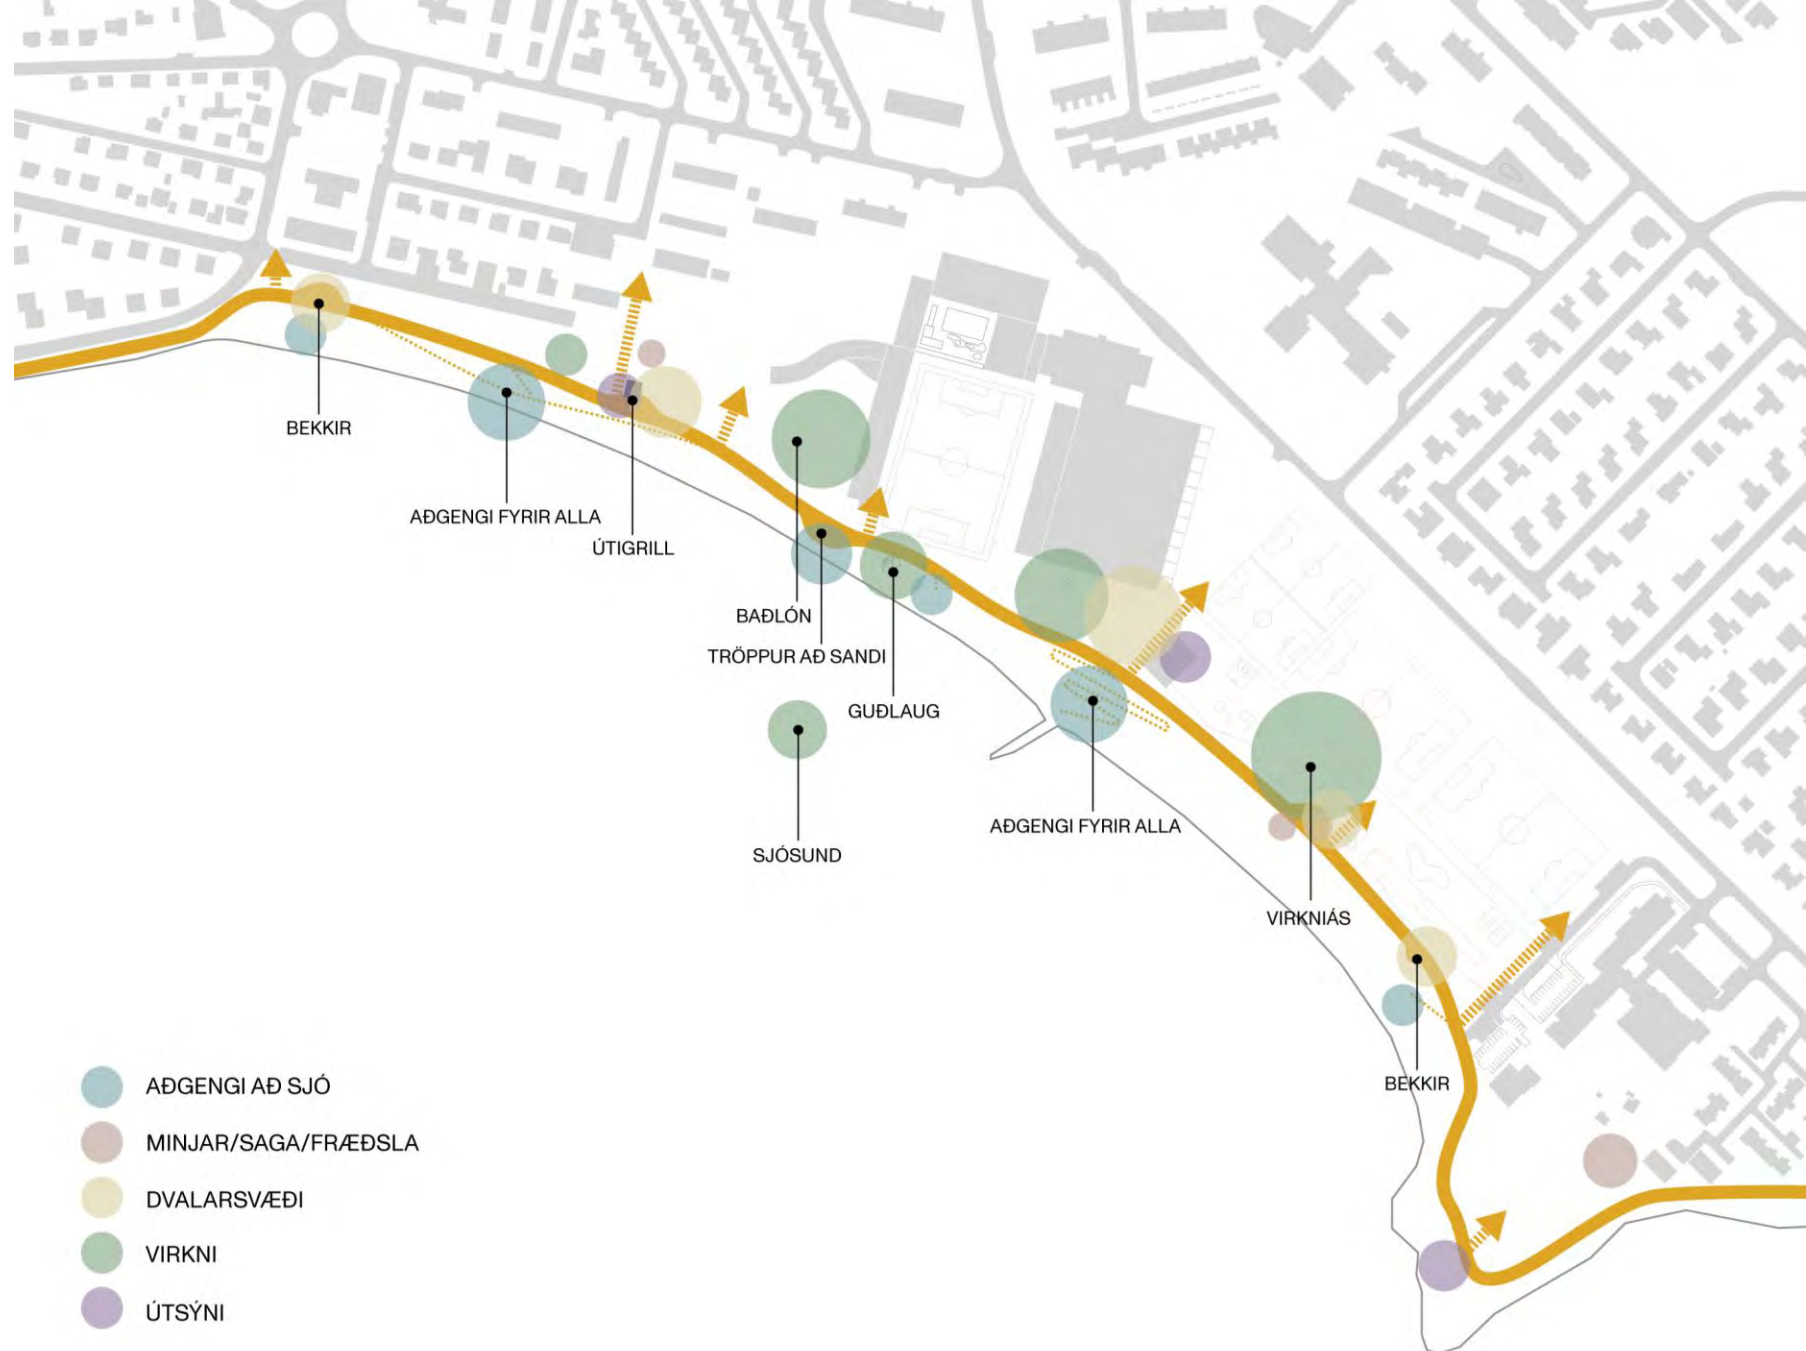 BEKKIR
AÐGENGI FYRIR ALLA
ÚTIGRILL
BAÐLÓN
TRÖPPUR AÐ SANDI
GUÐLAUG
SJÓSUND
AÐGENGI FYRIR ALLA
VIRKNIÁS
BEKKIR
AÐGENGI AÐ SJÓ
MINJAR/SAGA/FRÆÐSLA
DVALARSVÆÐI
VIRKNI
ÚTSÝNI